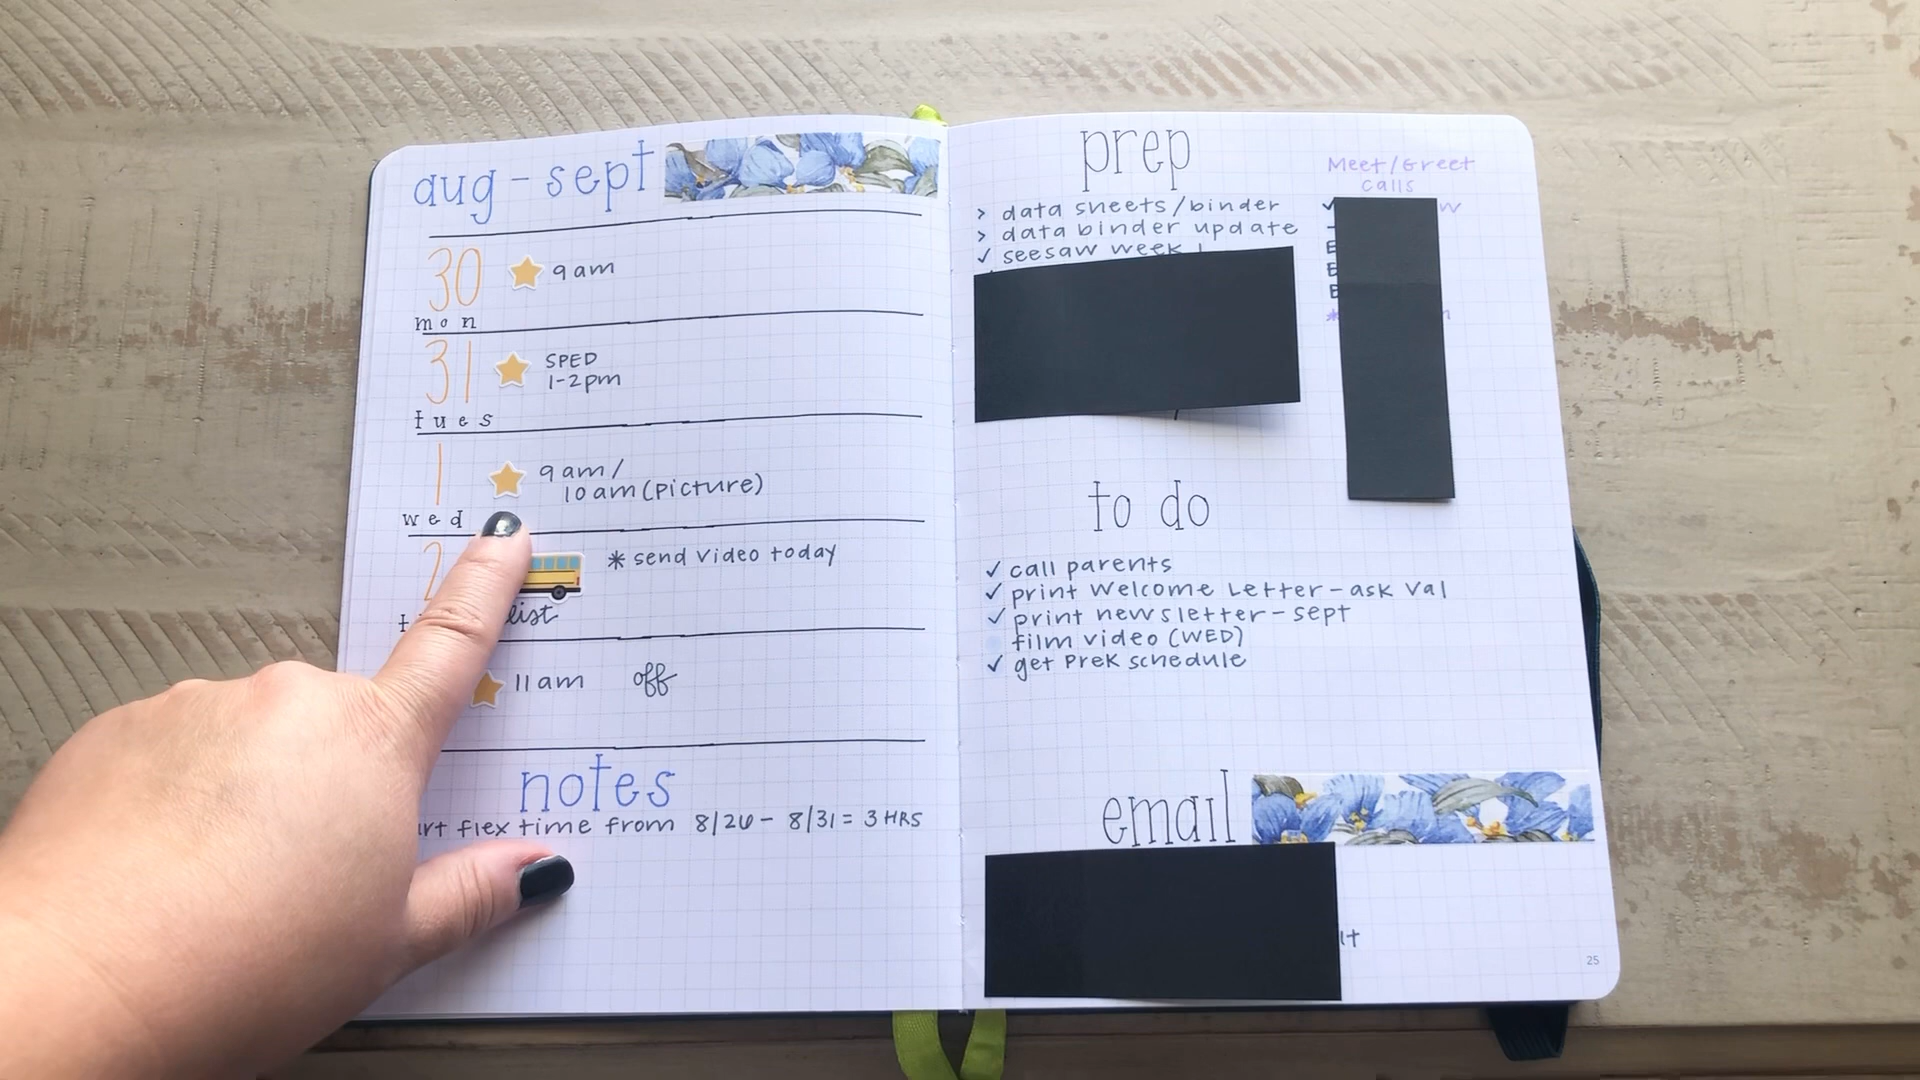 aug - sept
30
9am
mon
31
SPED
1-2pm
tues
1
9am/
10am (picture)
wed
2
* send video today
list
11am off
notes
flex time from 8/26 - 8/31 = 3 HRS
prep
> data sheets/binder
> data binder update
✓ seesaw week 1
Meet/Greet
calls
to do
✓ call parents
✓ print welcome letter - ask Val
✓ print newsletter - sept
film video (WED)
✓ get PreK schedule
email
25